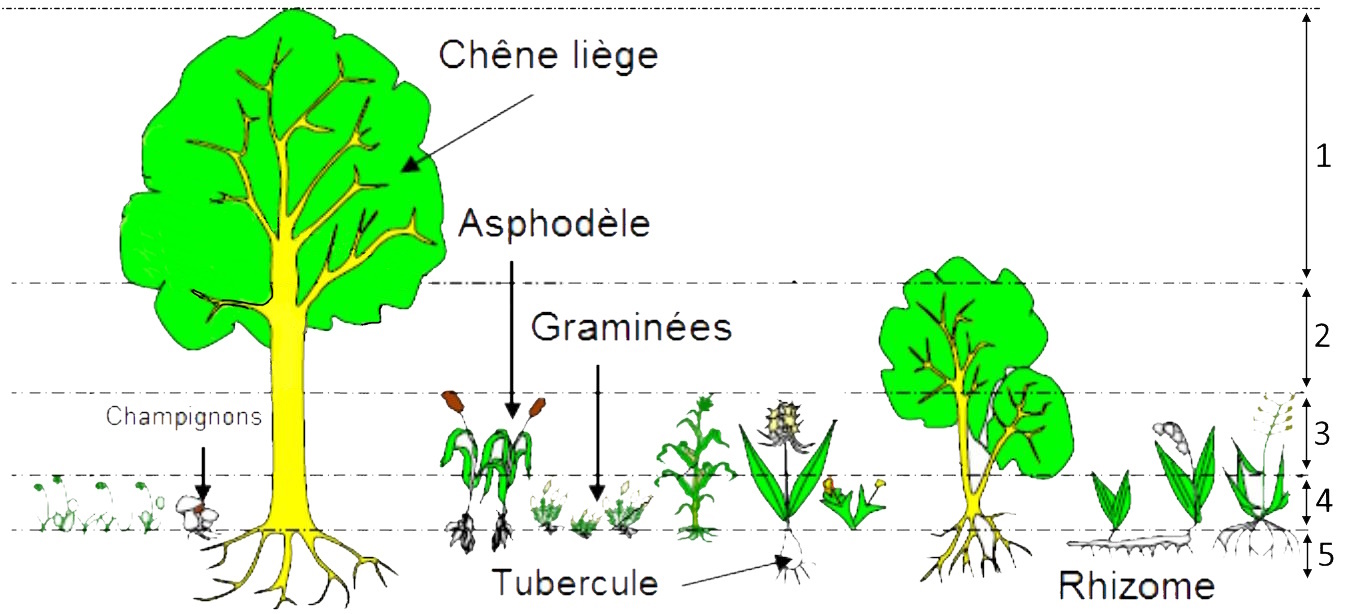 Chêne liège
1
Asphodèle
Graminées
2
Champignons
3
4
5
Tubercule
Rhizome